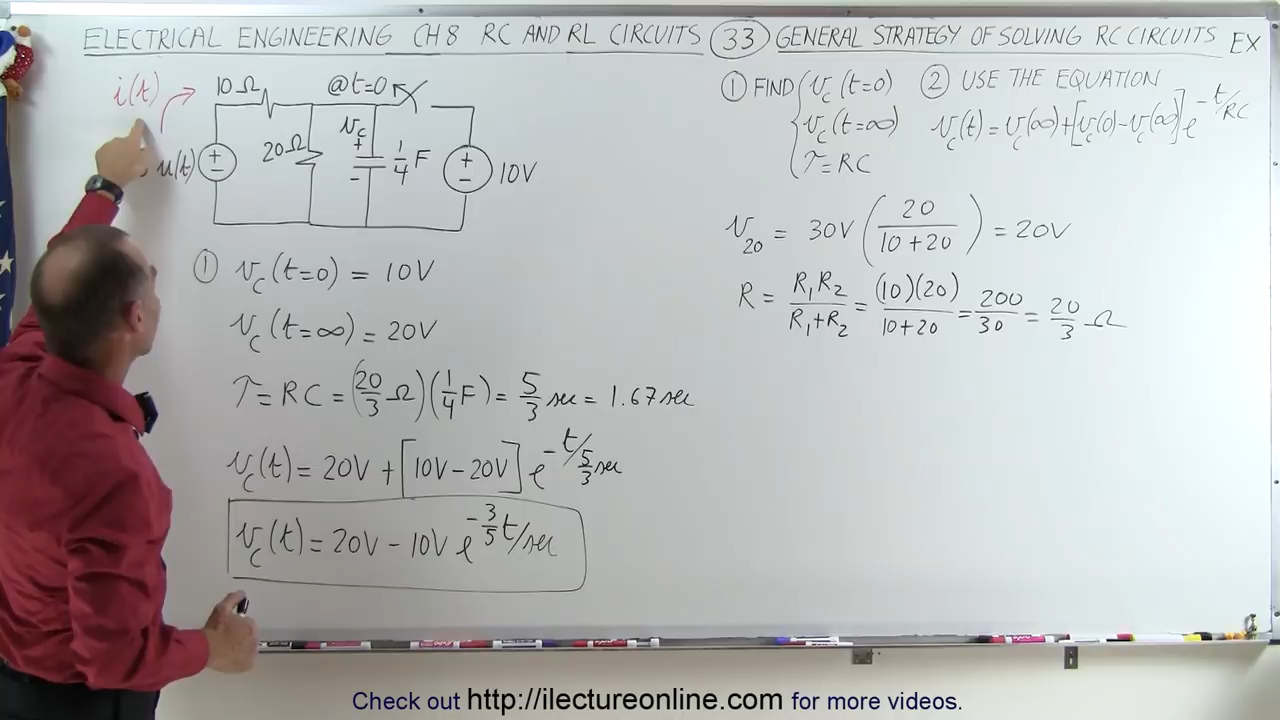 ELECTRICAL ENGINEERING CH 8 RC AND RL CIRCUITS (33) GENERAL STRATEGY OF SOLVING RC CIRCUITS EX
i(t)
10Ω
@t=0
20Ω
v_c
+
-
1/4 F
u(t)
+
-
+
-
10V
① FIND { v_c(t=0)
v_c(t=∞)
τ=RC
② USE THE EQUATION
v_c(t) = v_c(∞)+[v_c(0)-v_c(∞)] e^{-t/RC}
v_20 = 30V (20/(10+20)) = 20V
R = R₁R₂/(R₁+R₂) = (10)(20)/(10+20) = 200/30 = 20/3 Ω
① v_c(t=0) = 10V
v_c(t=∞) = 20V
τ = RC = (20/3 Ω)(1/4 F) = 5/3 sec = 1.67 sec
v_c(t) = 20V + [10V - 20V] e^{-t/(5/3) sec}
v_c(t) = 20V - 10V e^{-3/5 t/sec}
Check out http://ilectureonline.com for more videos.